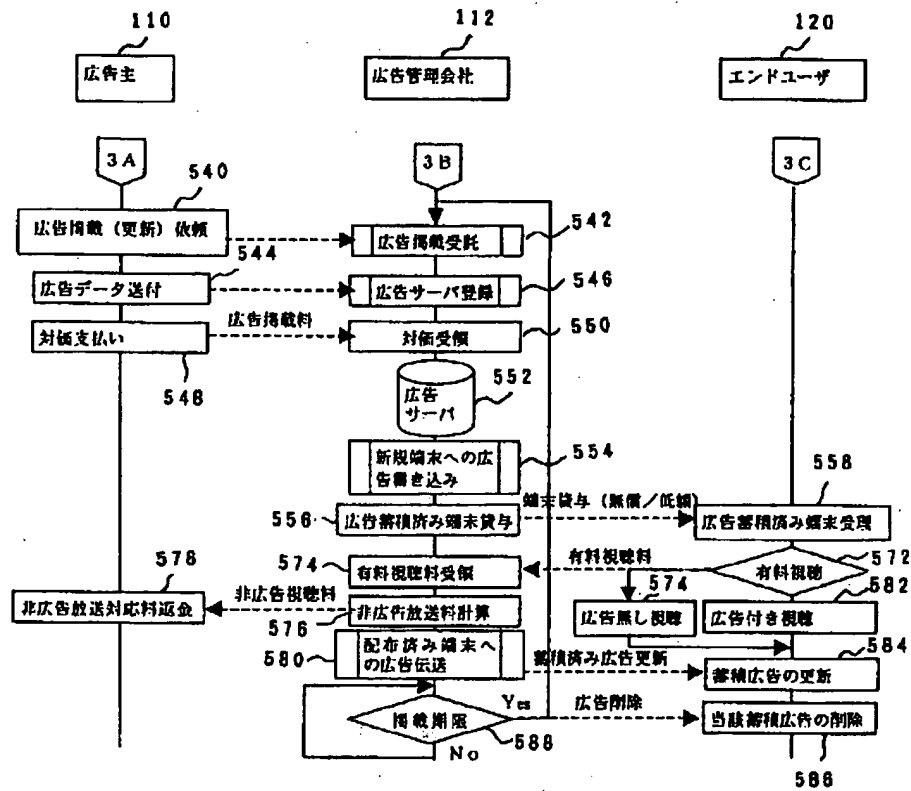 110
112
120
広告主
広告管理会社
エンドユーザ
3A
3B
3C
540
広告掲載（更新）依頼
広告掲載受託
542
544
広告データ送付
広告サーバ登録
546
対価支払い
広告掲載料
対価受領
550
548
広告
サーバ
552
新規端末への広
告書き込み
554
556
広告蓄積済み端末貸与
端末貸与（無償／低額）
558
広告蓄積済み端末受理
574
有料視聴料受領
有料視聴料
有料視聴
572
578
非広告放送対応料返金
非広告視聴料
576
非広告放送料計算
574
広告無し視聴
582
広告付き視聴
580
配布済み端末へ
の広告伝送
蓄積済み広告更新
584
蓄積広告の更新
掲載期限
Yes
No
588
広告削除
当該蓄積広告の削除
586